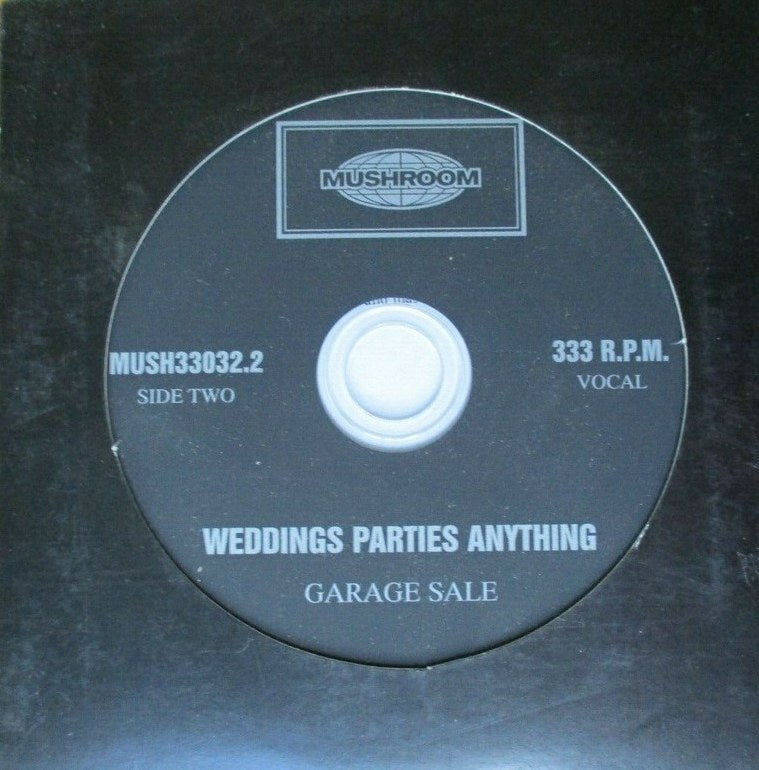 MUSHROOM
MUSH33032.2
SIDE TWO
333 R.P.M.
VOCAL
WEDDINGS PARTIES ANYTHING
GARAGE SALE